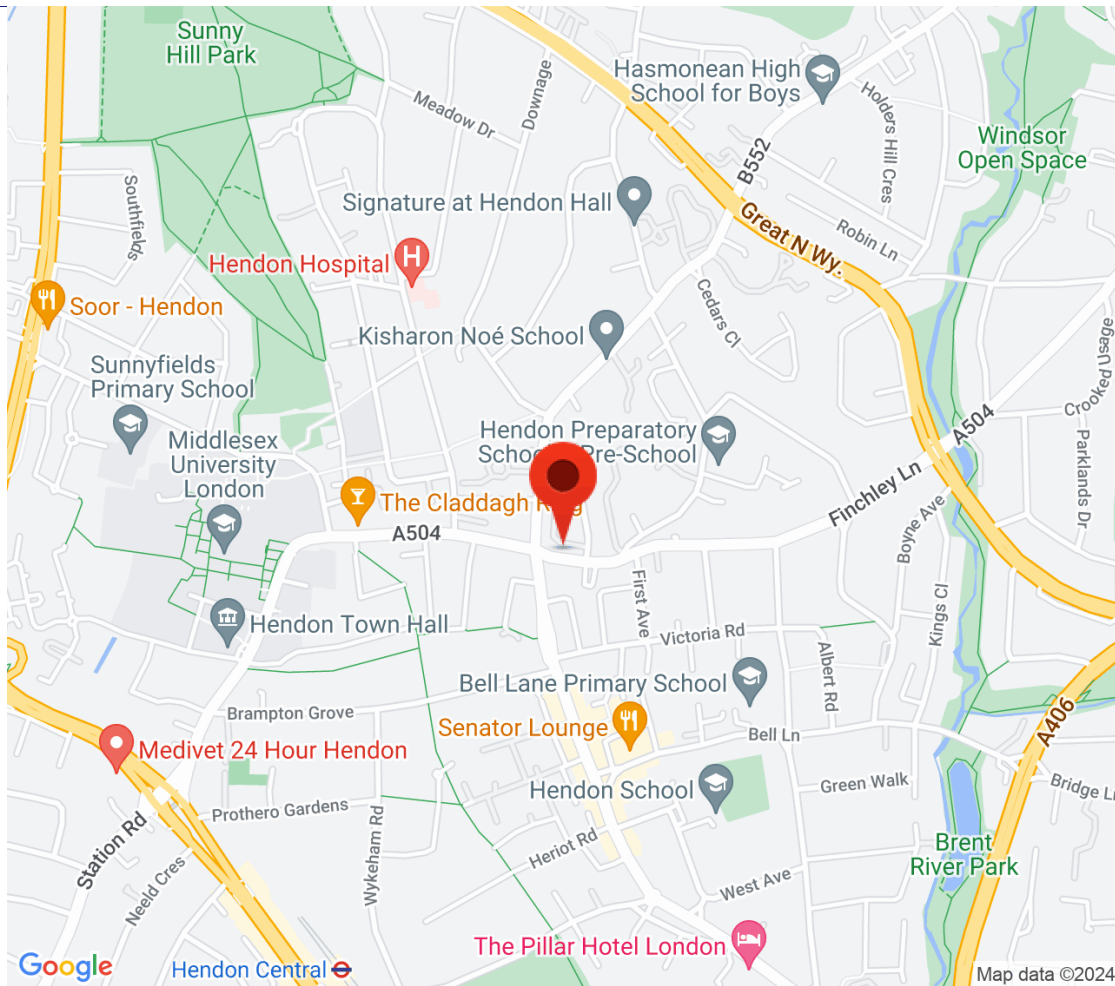 Sunny
Hill Park
Hasmonean High
School for Boys
Downage
Meadow Dr
Holders Hill Cres
Windsor
Open Space
B552
Southfields
Signature at Hendon Hall
Great N Wy.
Robin Ln
Hendon Hospital
H
Soor - Hendon
Cedars Cl
Kisharon Noé School
Crooked Usage
Sunnyfields
Primary School
A504
Hendon Preparatory
School Pre-School
Parklands Dr
Middlesex
University
London
The Claddagh Ring
A504
Finchley Ln
Boyne Ave
First Ave
Kings Cl
Hendon Town Hall
Victoria Rd
Albert Rd
Bell Lane Primary School
Brampton Grove
Senator Lounge
Bell Ln
A406
Medivet 24 Hour Hendon
Hendon School
Green Walk
Bridge L
Prothero Gardens
Station Rd
Wykeham Rd
Heriot Rd
Brent
River Park
Neeld Cres
West Ave
The Pillar Hotel London
Google
Hendon Central
Map data ©2024